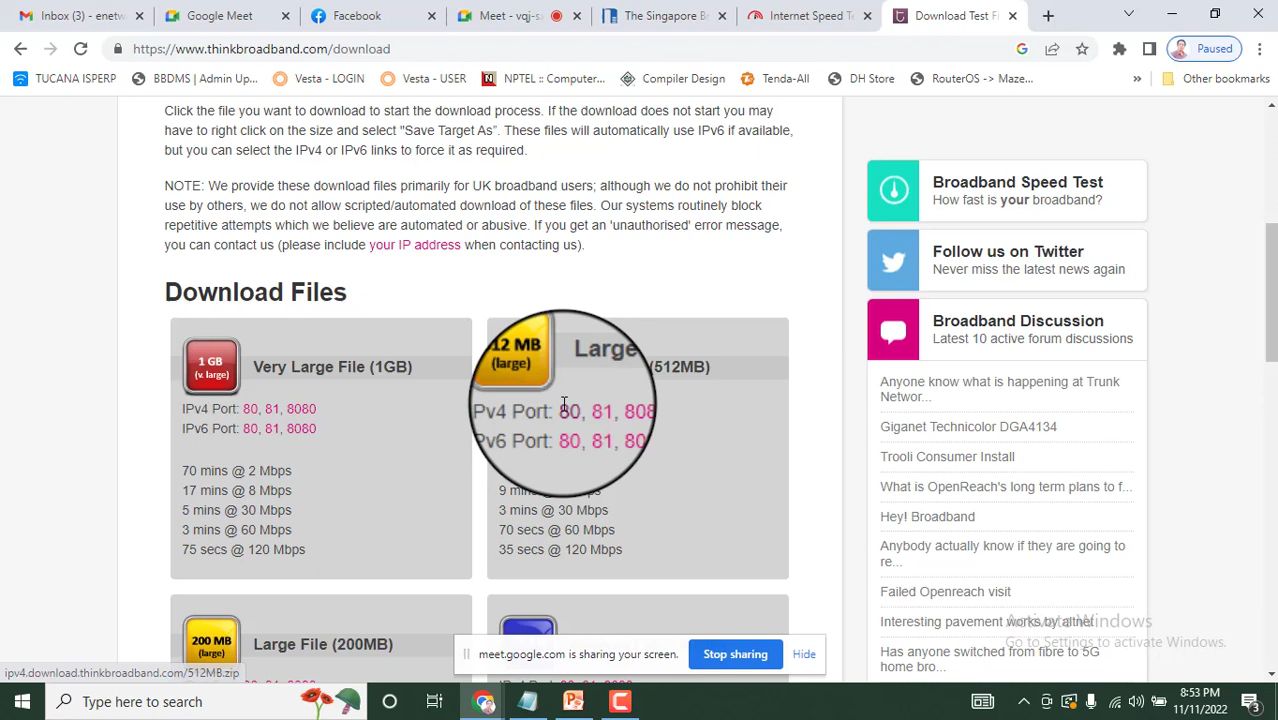 Inbox (3) - enetw
Google Meet
Facebook
Meet - vqj-s
The Singapore B
Internet Speed Te
Download Test Fi
https://www.thinkbroadband.com/download
Paused
TUCANA ISPERP
BBDMS | Admin Up...
Vesta - LOGIN
Vesta - USER
NPTEL :: Computer...
Compiler Design
Tenda-All
DH Store
RouterOS -> Maze...
»
Other bookmarks
Click the file you want to download to start the download process. If the download does not start you may
have to right click on the size and select "Save Target As". These files will automatically use IPv6 if available,
but you can select the IPv4 or IPv6 links to force it as required.
NOTE: We provide these download files primarily for UK broadband users; although we do not prohibit their
use by others, we do not allow scripted/automated download of these files. Our systems routinely block
repetitive attempts which we believe are automated or abusive. If you get an 'unauthorised' error message,
you can contact us (please include your IP address when contacting us).
Download Files
1 GB
(v. large)
Very Large File (1GB)
IPv4 Port: 80, 81, 8080
IPv6 Port: 80, 81, 8080
70 mins @ 2 Mbps
17 mins @ 8 Mbps
5 mins @ 30 Mbps
3 mins @ 60 Mbps
75 secs @ 120 Mbps
12 MB
(large)
Large
(512MB)
Pv4 Port: 80, 81, 808
Pv6 Port: 80, 81, 80
9 mins @ 8 Mbps
3 mins @ 30 Mbps
70 secs @ 60 Mbps
35 secs @ 120 Mbps
200 MB
(large)
Large File (200MB)
Broadband Speed Test
How fast is your broadband?
Follow us on Twitter
Never miss the latest news again
Broadband Discussion
Latest 10 active forum discussions
Anyone know what is happening at Trunk
Networ...
Giganet Technicolor DGA4134
Trooli Consumer Install
What is OpenReach's long term plans to f...
Hey! Broadband
Anybody actually know if they are going to
re...
Failed Openreach visit
Interesting pavement works by altnet
Has anyone switched from fibre to 5G
home bro...
Activate Windows
Go to Settings to activate Windows.
meet.google.com is sharing your screen.
Stop sharing
Hide
ipv4.download.thinkbroadband.com/512MB.zip
Type here to search
8:53 PM
11/11/2022
3